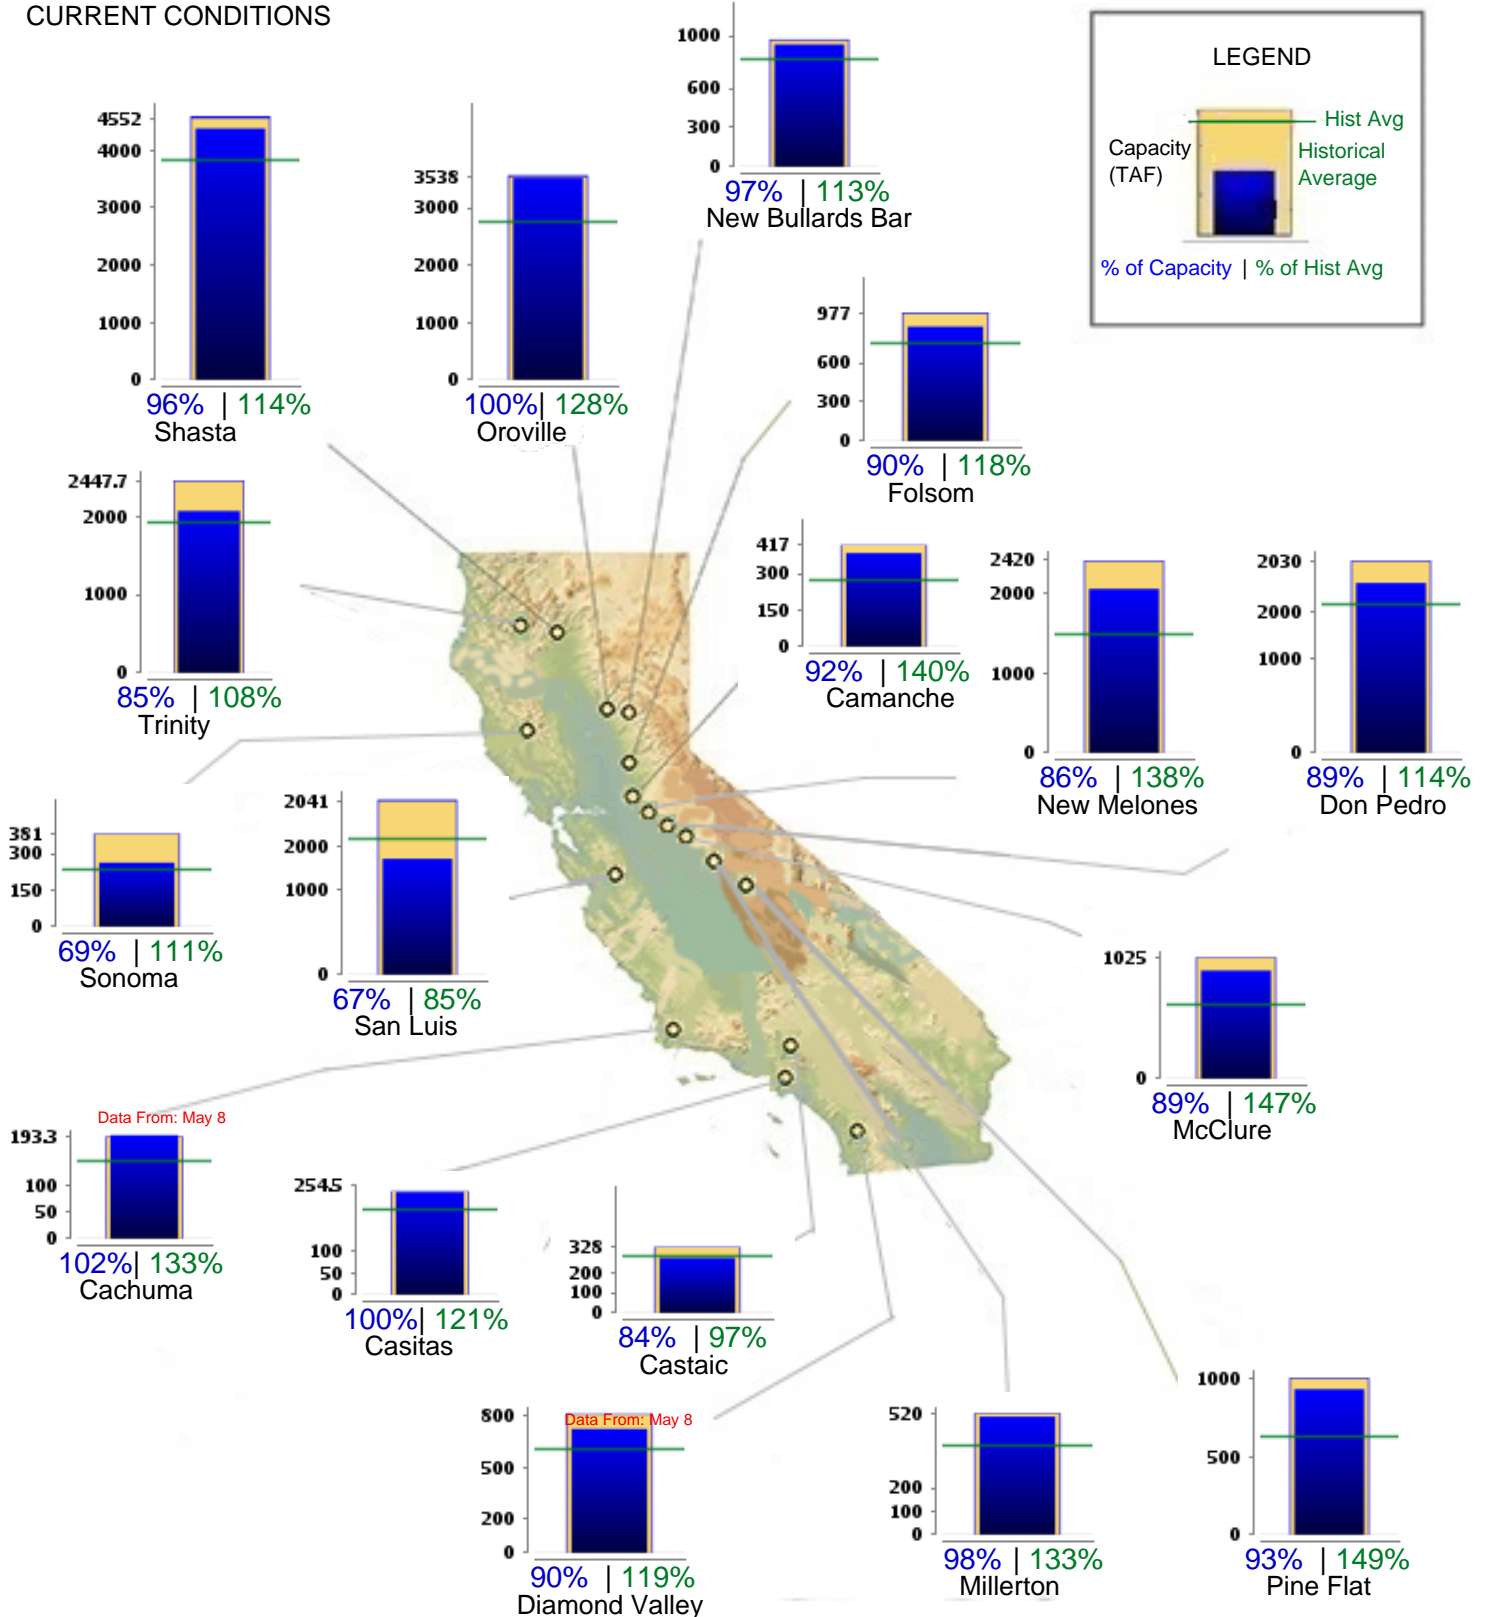 CURRENT CONDITIONS
LEGEND
Hist Avg
Capacity
(TAF)
Historical
Average
% of Capacity | % of Hist Avg
1000
600
300
0
97% | 113%
New Bullards Bar
4552
4000
3000
2000
1000
0
96% | 114%
Shasta
3538
3000
2000
1000
0
100%| 128%
Oroville
977
600
300
0
90% | 118%
Folsom
2447.7
2000
1000
0
85% | 108%
Trinity
417
300
150
0
92% | 140%
Camanche
2420
2000
1000
0
86% | 138%
New Melones
2030
2000
1000
0
89% | 114%
Don Pedro
381
300
150
0
69% | 111%
Sonoma
2041
2000
1000
0
67% | 85%
San Luis
1025
0
89% | 147%
McClure
Data From: May 8
193.3
100
50
0
102%| 133%
Cachuma
254.5
100
50
0
100%| 121%
Casitas
328
200
100
0
84% | 97%
Castaic
800
Data From: May 8
500
200
0
90% | 119%
Diamond Valley
520
200
100
0
98% | 133%
Millerton
1000
500
0
93% | 149%
Pine Flat